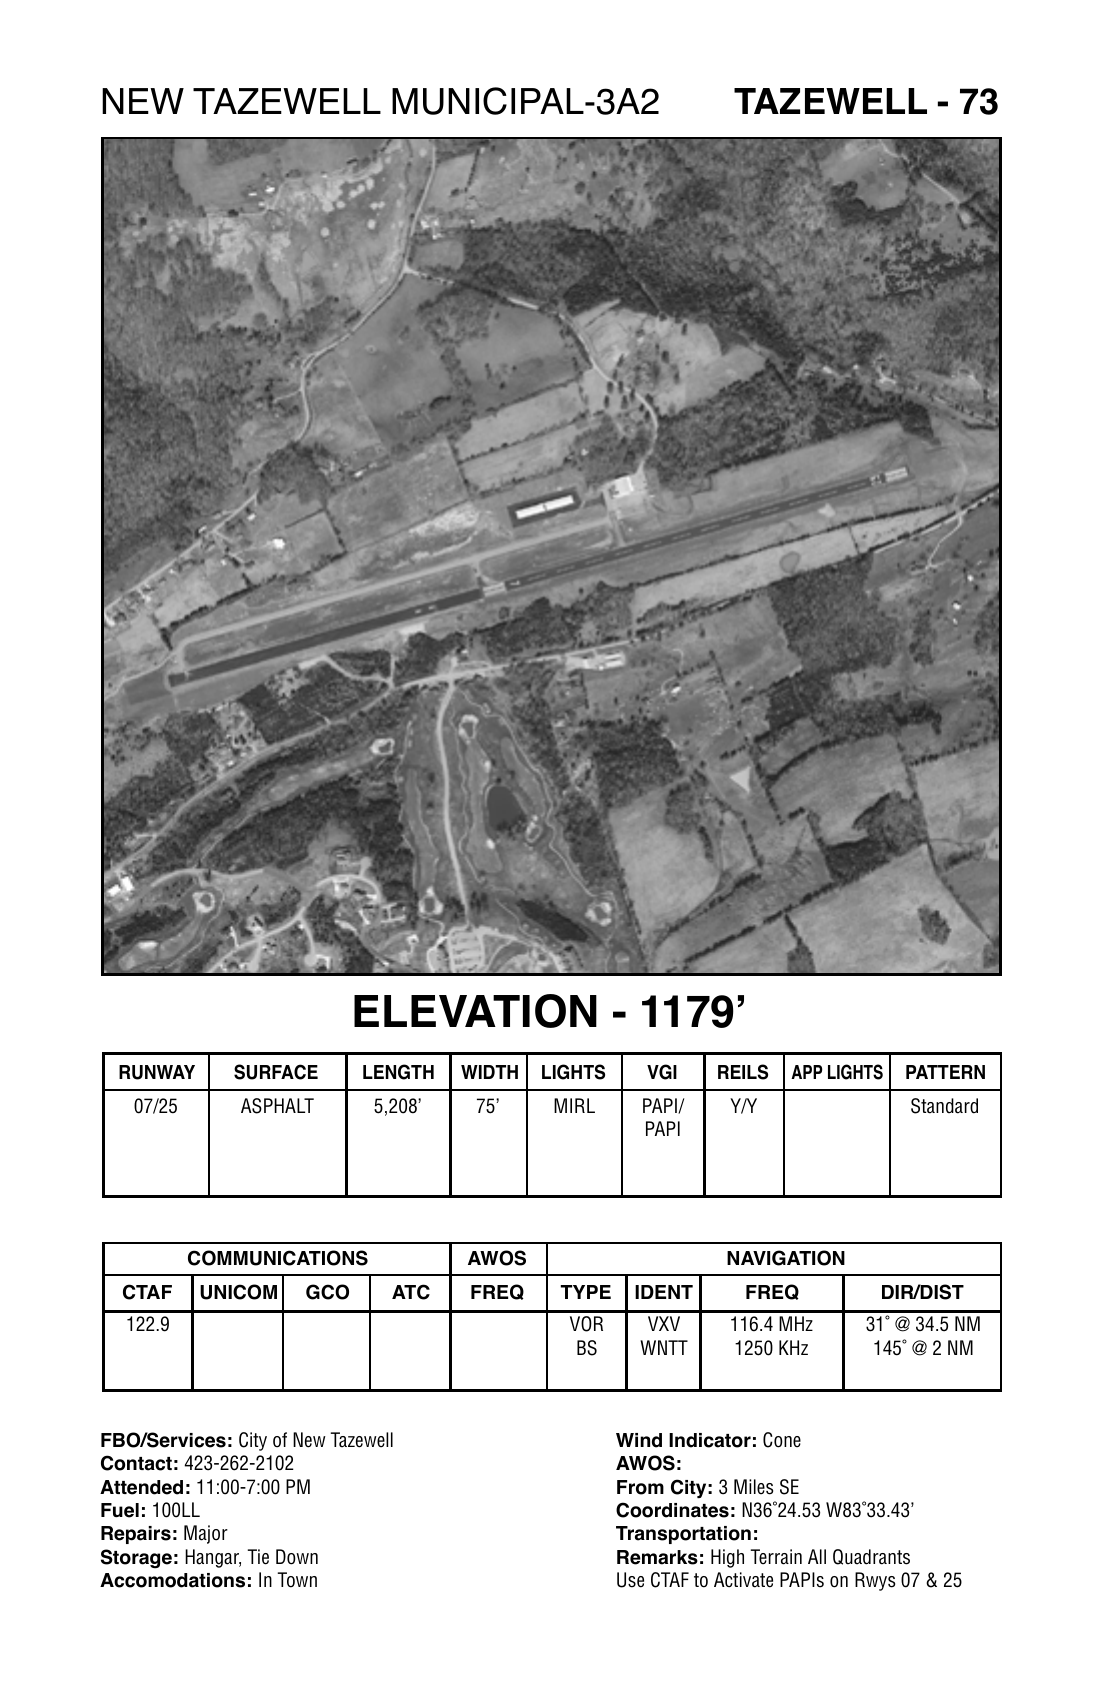 NEW TAZEWELL MUNICIPAL-3A2 TAZEWELL - 73
ELEVATION - 1179’
RUNWAY SURFACE LENGTH WIDTH LIGHTS VGI REILS APP LIGHTS PATTERN
07/25 ASPHALT 5,208’ 75’ MIRL PAPI/ Y/Y Standard
PAPI
COMMUNICATIONS AWOS NAVIGATION
CTAF UNICOM GCO ATC FREQ TYPE IDENT FREQ DIR/DIST
122.9 VOR VXV 116.4 MHz 31˚ @ 34.5 NM
BS WNTT 1250 KHz 145˚ @ 2 NM
FBO/Services: City of New Tazewell
Contact: 423-262-2102
Attended: 11:00-7:00 PM
Fuel: 100LL
Repairs: Major
Storage: Hangar, Tie Down
Accomodations: In Town
Wind Indicator: Cone
AWOS:
From City: 3 Miles SE
Coordinates: N36˚24.53 W83˚33.43’
Transportation:
Remarks: High Terrain All Quadrants
Use CTAF to Activate PAPIs on Rwys 07 & 25